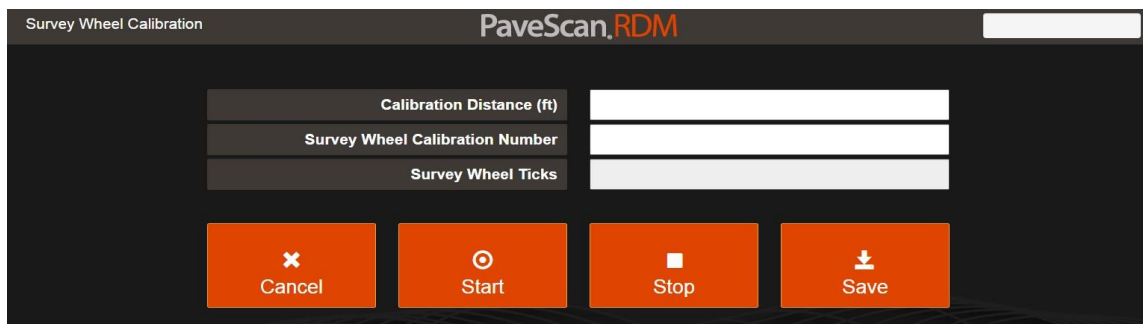 Survey Wheel Calibration
PaveScan.RDM
Calibration Distance (ft)
Survey Wheel Calibration Number
Survey Wheel Ticks
Cancel
Start
Stop
Save